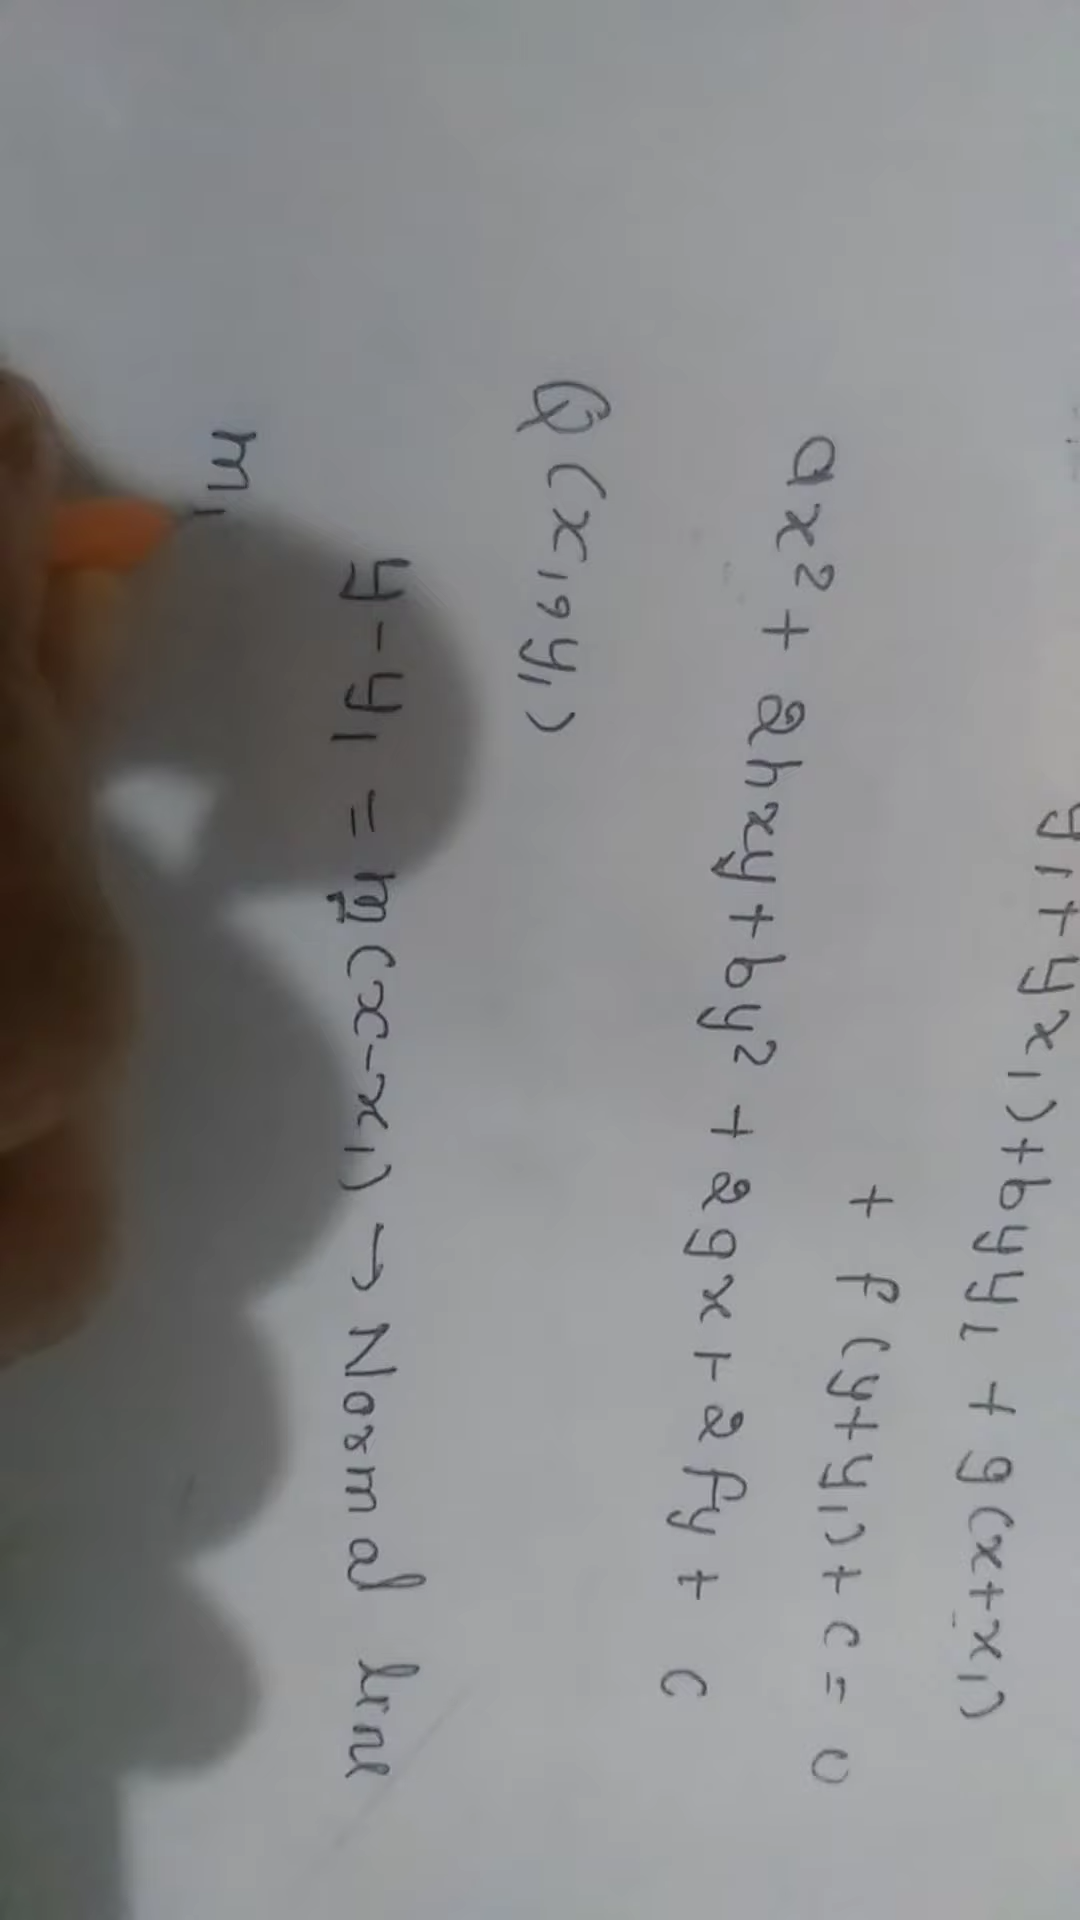 y₁ + yx₁) + byy₁ + g(x+x₁)
+ f(y+y₁) + c = 0
ax² + 2hxy + by² + 2gx + 2fy + c
Q(x₁, y₁)
y - y₁ = m(x - x₁) → Normal line
m₁